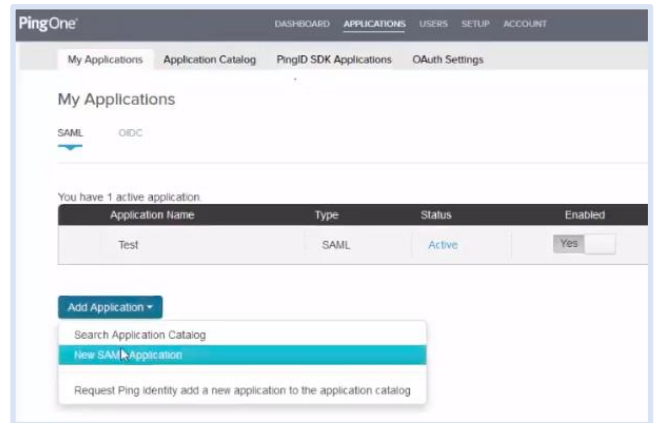 PingOne
DASHBOARD APPLICATIONS USERS SETUP ACCOUNT
My Applications Application Catalog PingID SDK Applications OAuth Settings
My Applications
SAML OIDC
You have 1 active application.
Application Name Type Status Enabled
Test SAML Active Yes
Add Application
Search Application Catalog
New SAML Application
Request Ping Identity add a new application to the application catalog